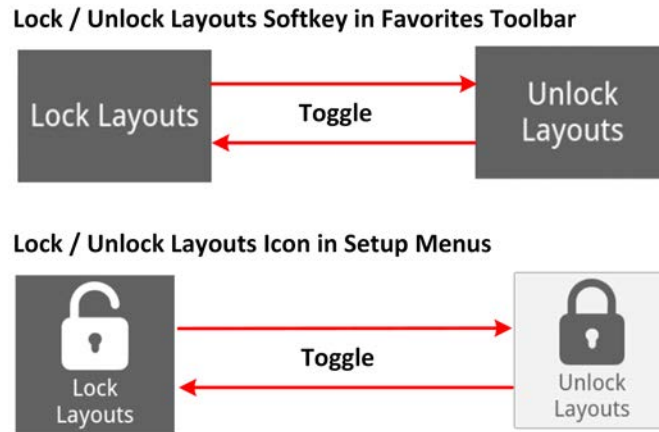 Lock / Unlock Layouts Softkey in Favorites Toolbar
Lock Layouts
Toggle
Unlock
Layouts
Lock / Unlock Layouts Icon in Setup Menus
Lock
Layouts
Toggle
Unlock
Layouts